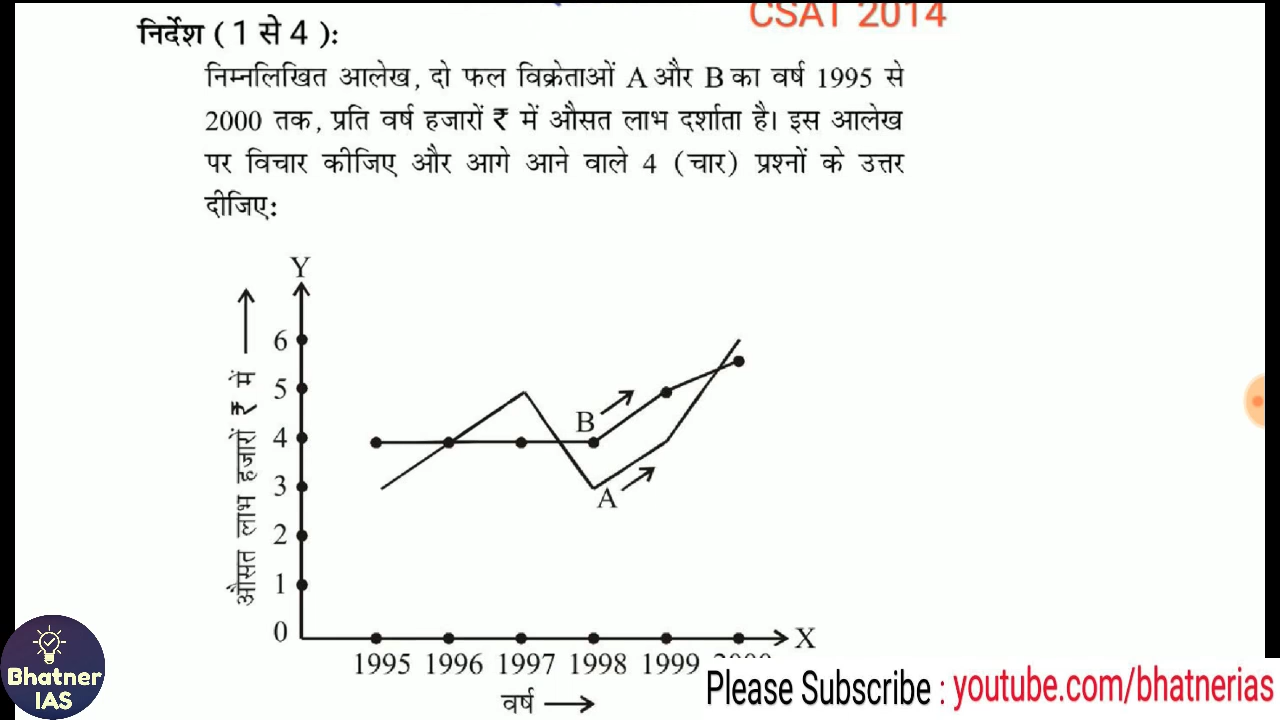 CSAT 2014
निर्देश ( 1 से 4 ):
निम्नलिखित आलेख, दो फल विक्रेताओं A और B का वर्ष 1995 से
2000 तक, प्रति वर्ष हजारों ₹ में औसत लाभ दर्शाता है। इस आलेख
पर विचार कीजिए और आगे आने वाले 4 (चार) प्रश्नों के उत्तर
दीजिए:
Y
औसत लाभ हजारों ₹ में
6
5
4
3
2
1
0
B
A
X
1995 1996 1997 1998 1999 2000
वर्ष
Bhatner
IAS
Please Subscribe : youtube.com/bhatnerias